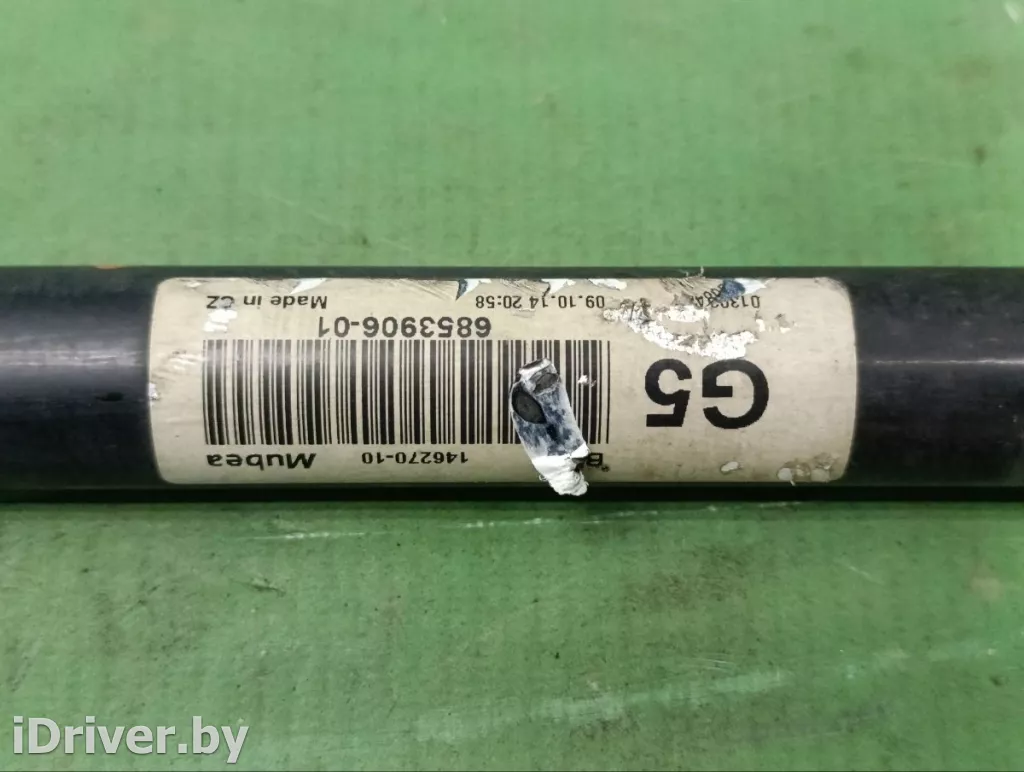 Mubea
146270-10
G5
6853906-01
Made in CZ
09.10.14 20:58
iDriver.by